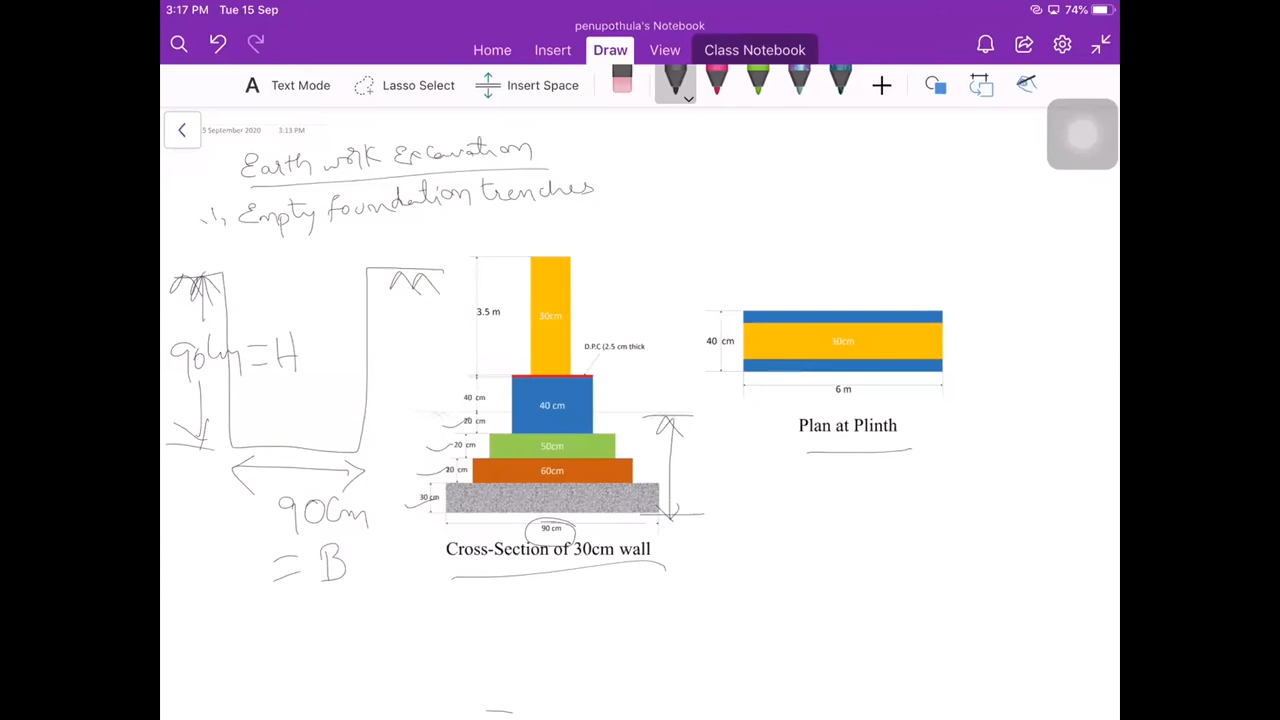 3:17 PM Tue 15 Sep
74%
penupothula's Notebook
Home Insert Draw View Class Notebook
A Text Mode Lasso Select Insert Space
5 September 2020 3:13 PM
Earth work Excavation
Empty foundation trenches
90cm = H
90cm
= B
3.5 m
30cm
D.P.C (2.5 cm thick
40 cm
40 cm
20 cm
20 cm
50cm
20 cm
60cm
30 cm
90 cm
Cross-Section of 30cm wall
40 cm
30cm
6 m
Plan at Plinth